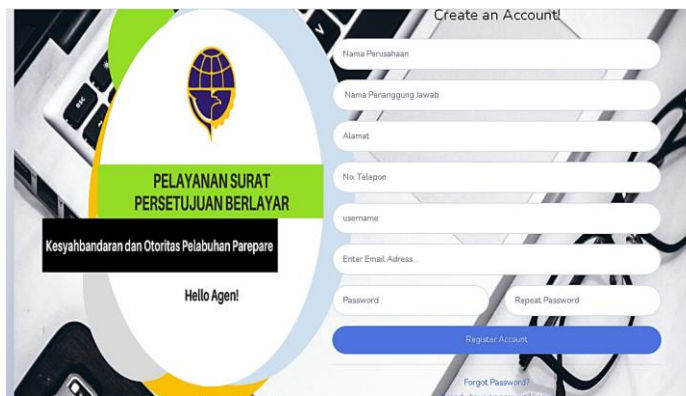 PELAYANAN SURAT
PERSETUJUAN BERLAYAR
Kesyahbandaran dan Otoritas Pelabuhan Parepare
Hello Agen!
Create an Account!
Nama Perusahaan
Nama Penanggung Jawab
Alamat
No. Telepon
username
Enter Email Adress...
Password
Repeat Password
Register Account
Forgot Password?